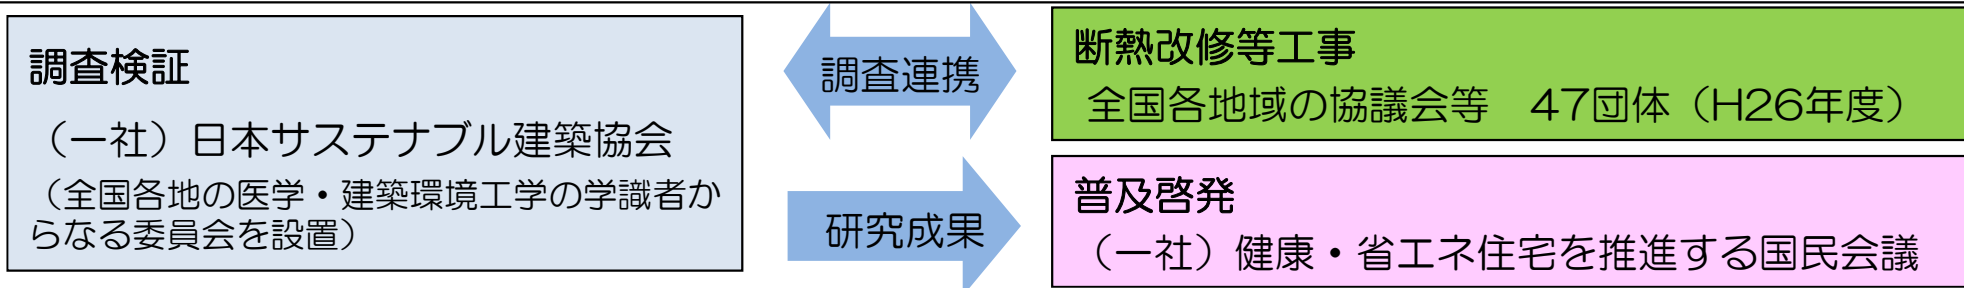 調査検証
（一社）日本サステナブル建築協会
（全国各地の医学・建築環境工学の学識者か
らなる委員会を設置）
調査連携
研究成果
断熱改修等工事
全国各地域の協議会等　47団体（H26年度）
普及啓発
（一社）健康・省エネ住宅を推進する国民会議